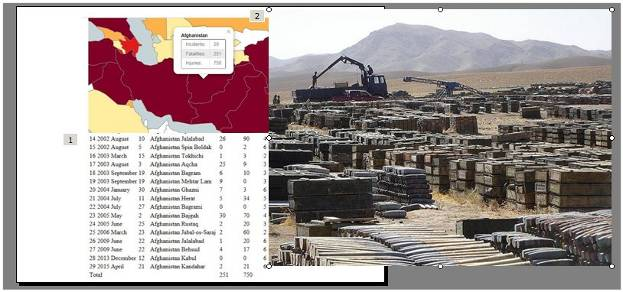 2
Afghanistan
Incidents: 29
Fatalities: 251
Injuries: 750
1
14 2002 August 10 Afghanistan Jalalabad 26 90
15 2002 August 5 Afghanistan Spin Boldak 0 2 6
16 2003 March 15 Afghanistan Tokhchi 1 3 2
17 2003 August 3 Afghanistan Aqcha 25 9 3
18 2003 September 19 Afghanistan Bagram 6 10 3
19 2003 September 19 Afghanistan Mehtar Lam 9 0 3
20 2004 January 30 Afghanistan Ghazni 7 3 6
21 2004 July 11 Afghanistan Herat 5 34 5
22 2004 July 27 Afghanistan Bagrami 0 0 5
23 2005 May 2 Afghanistan Bajgah 30 70 4
24 2005 June 25 Afghanistan Rustaq 2 20 3
25 2006 March 23 Afghanistan Jabal-os-Saraj 2 60 2
26 2009 June 22 Afghanistan Jalalabad 1 20 6
27 2009 June 22 Afghanistan Behsud 4 17 6
28 2013 December 12 Afghanistan Kabul 0 0 6
29 2015 April 21 Afghanistan Kandahar 2 21 6
Total 251 750